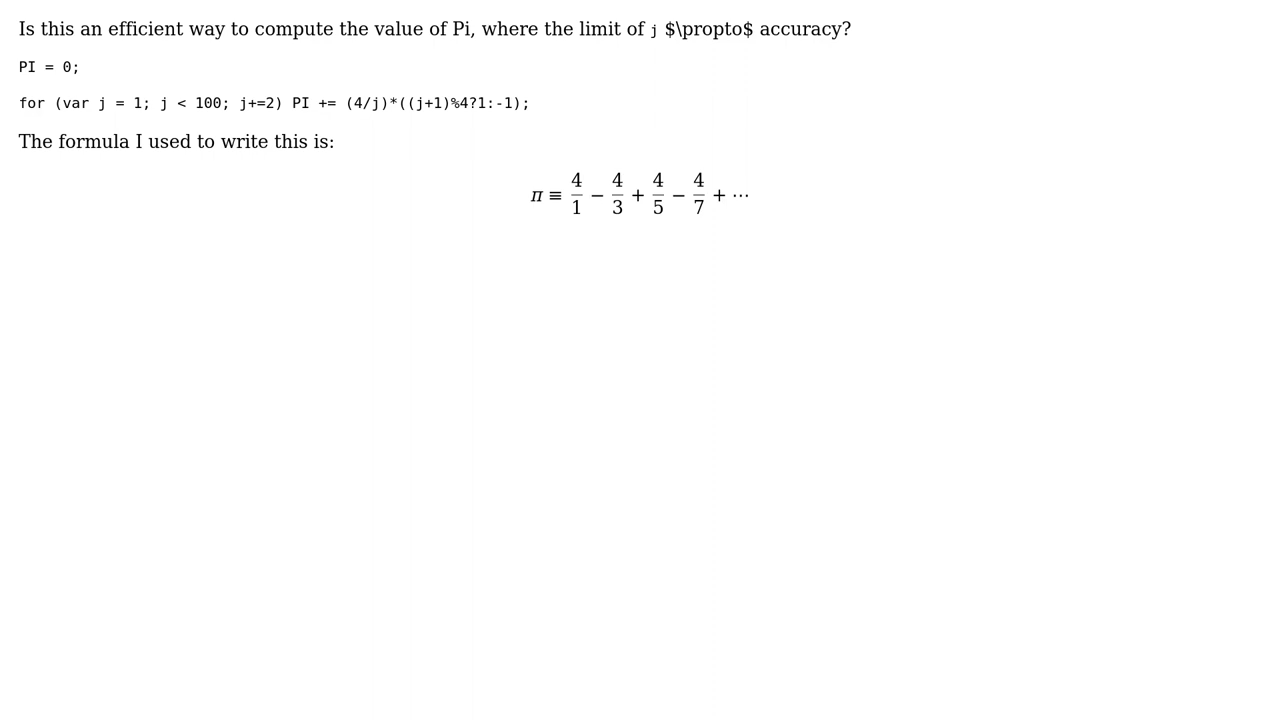 Is this an efficient way to compute the value of Pi, where the limit of j $\propto$ accuracy?
PI = 0;
for (var j = 1; j < 100; j+=2) PI += (4/j)*((j+1)%4?1:-1);
The formula I used to write this is:
π ≡ 4/1 − 4/3 + 4/5 − 4/7 + ⋯